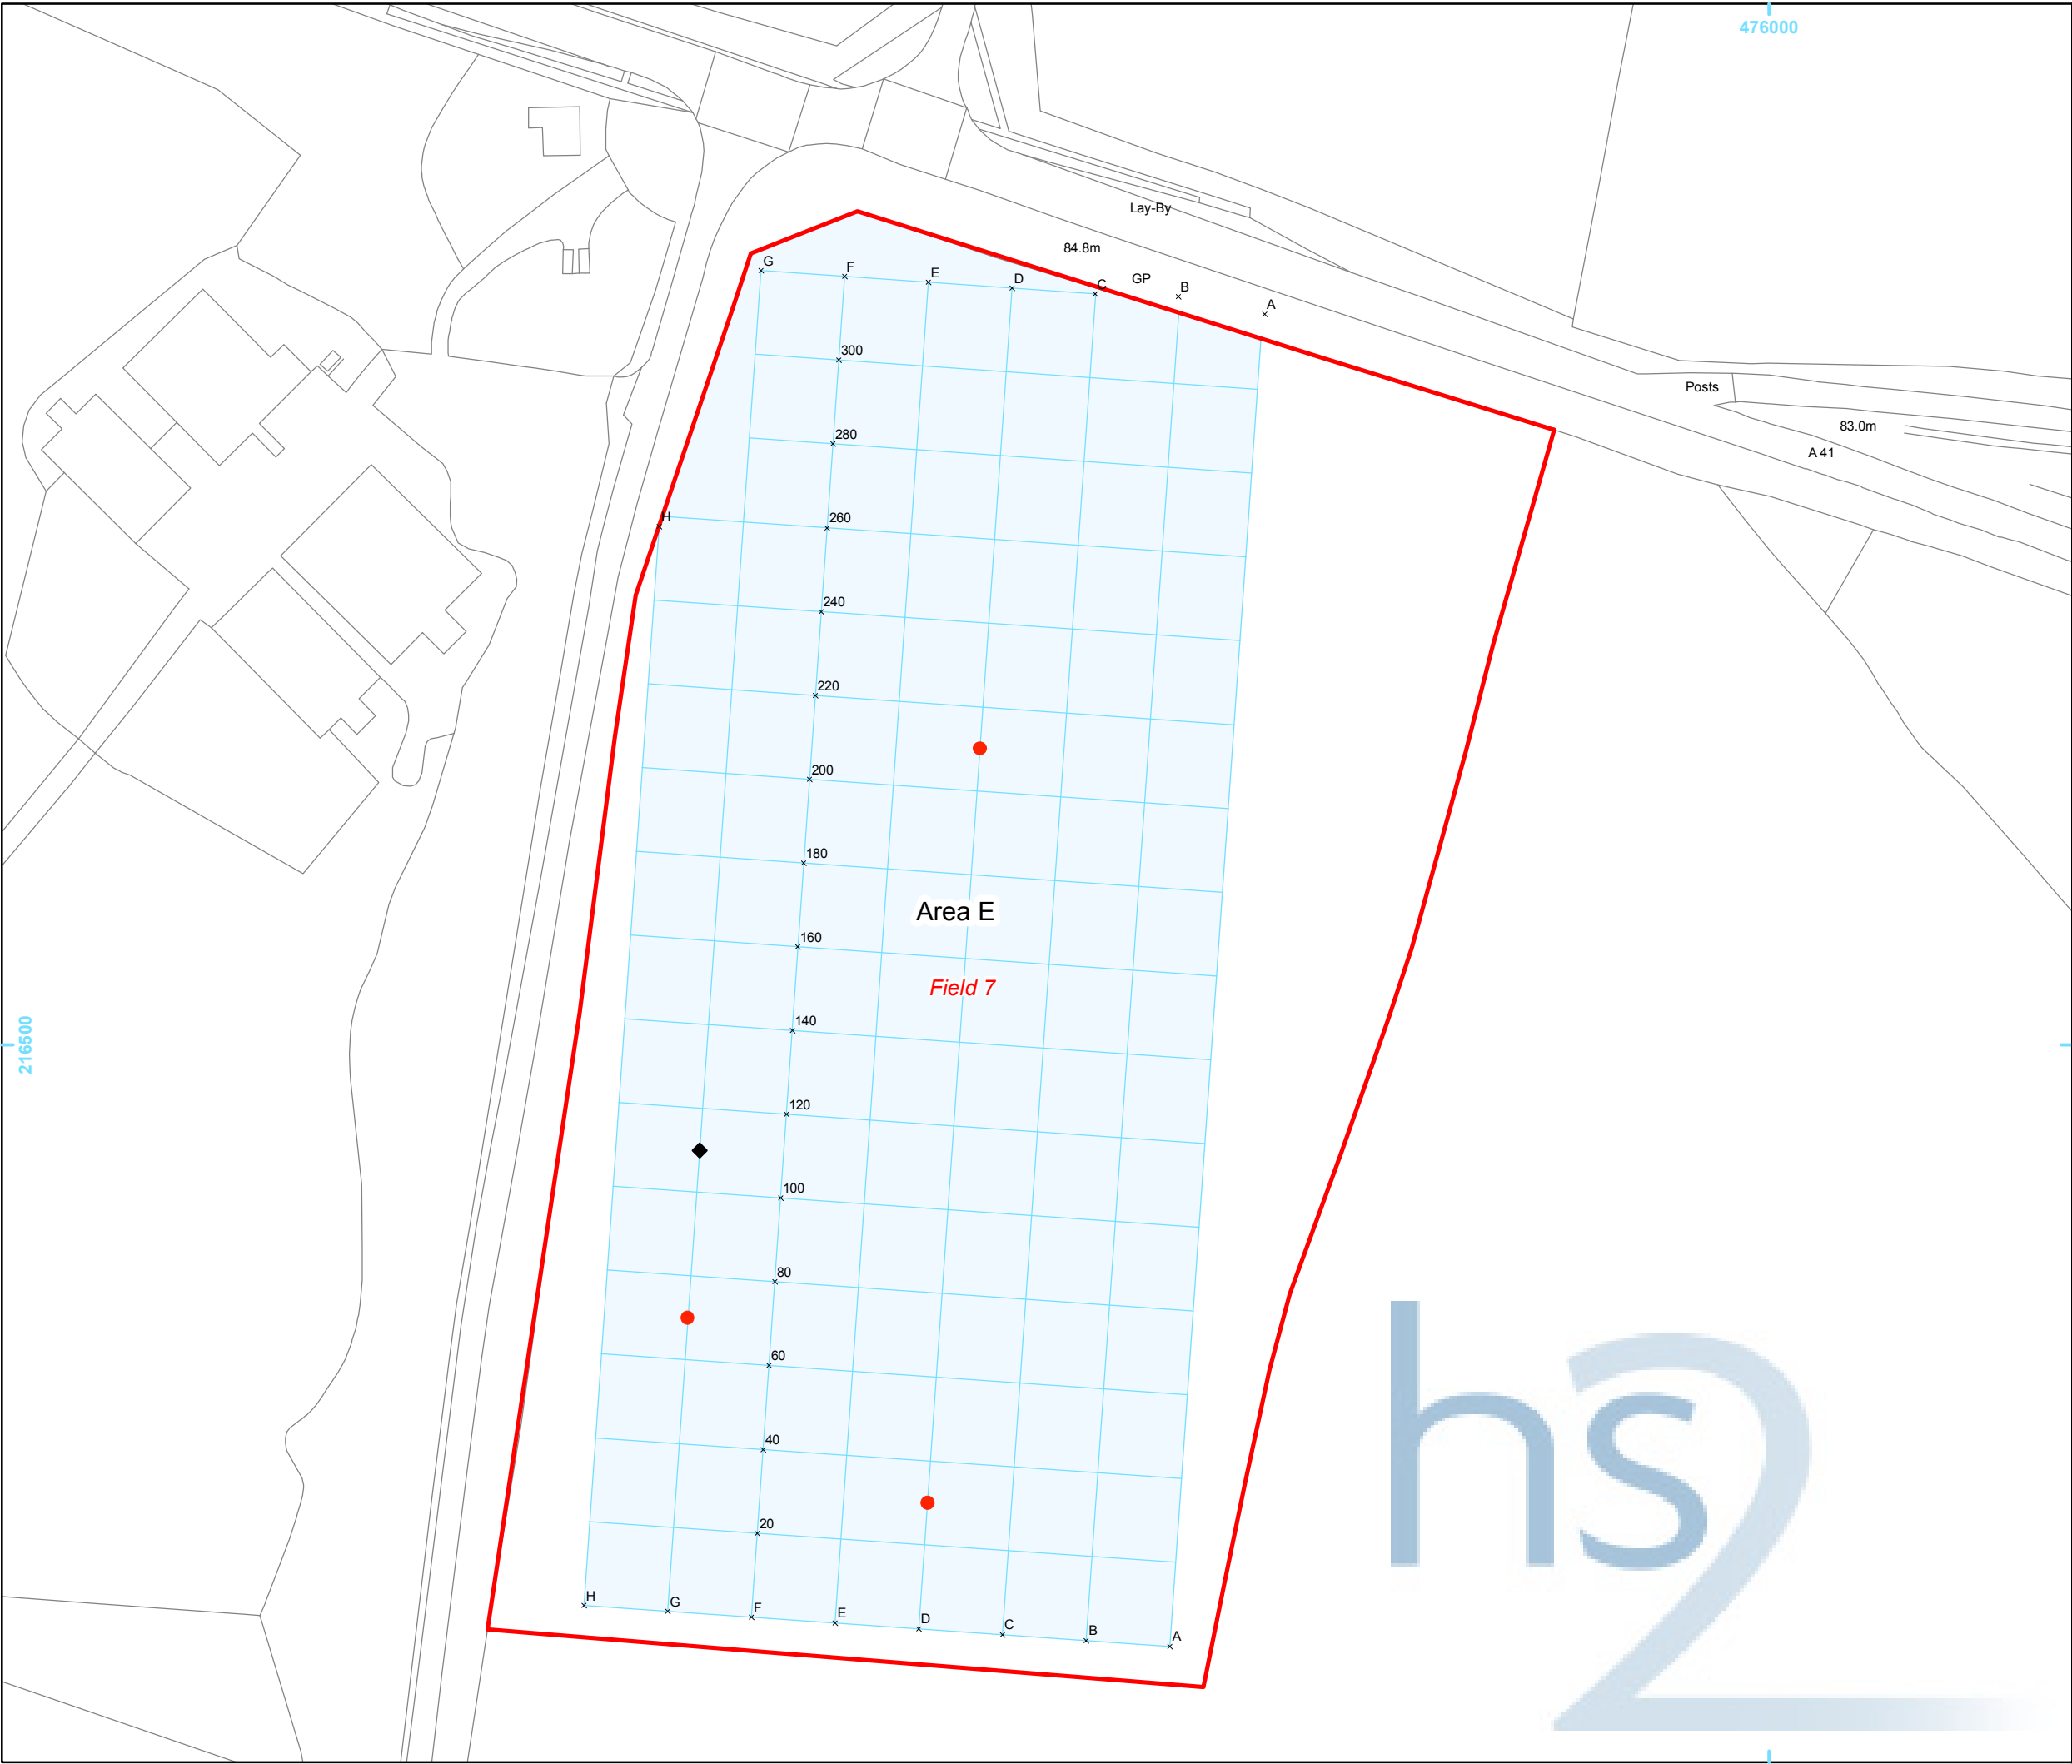 476000
Lay-By
84.8m
G F E D C GP B A
300
Posts
280
83.0m
A 41
H
260
240
220
200
180
Area E
160
Field 7
216500
140
120
100
80
60
hs2
40
20
H G F E D C B A